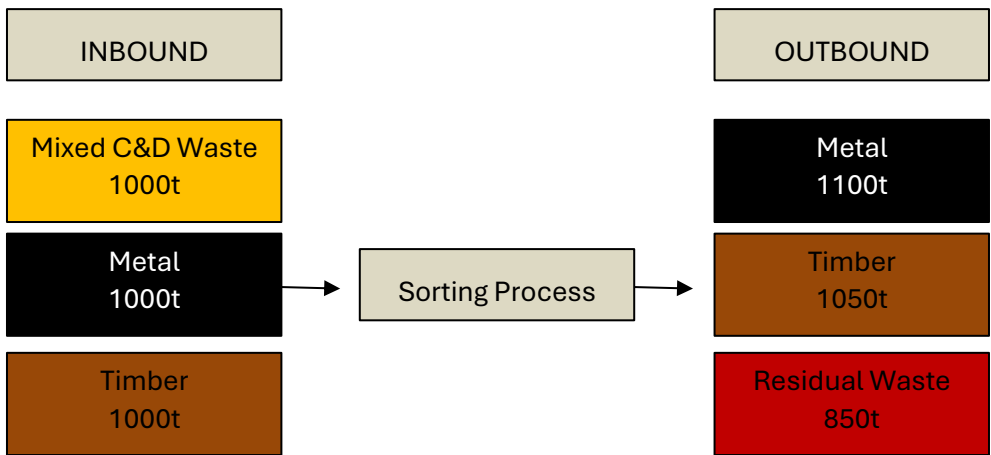 INBOUND
OUTBOUND
Mixed C&D Waste
1000t
Metal
1100t
Metal
1000t
Sorting Process
Timber
1050t
Timber
1000t
Residual Waste
850t